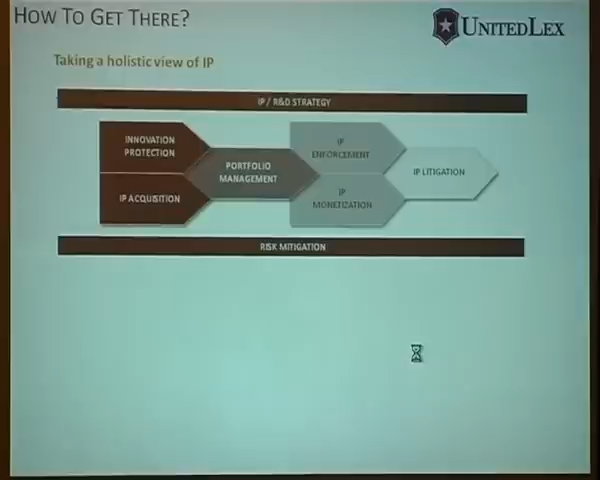 HOW TO GET THERE?
UNITEDLEX
Taking a holistic view of IP
IP / R&D STRATEGY
INNOVATION
PROTECTION
IP ACQUISITION
PORTFOLIO
MANAGEMENT
IP
ENFORCEMENT
IP
MONETIZATION
IP LITIGATION
RISK MITIGATION